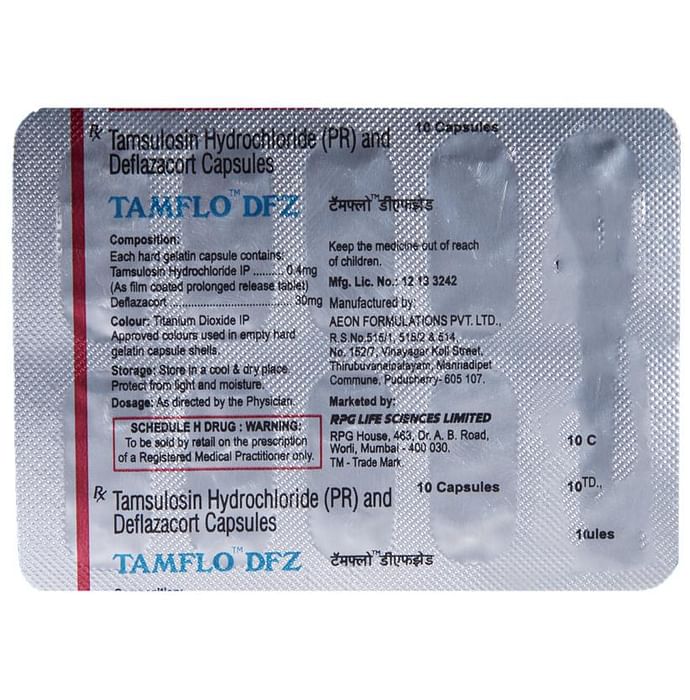 Rx Tamsulosin Hydrochloride (PR) and
Deflazacort Capsules
10 Capsules
TAMFLO™ DFZ
टॅमफ्लो™ डीएफझेड
Composition:
Each hard gelatin capsule contains:
Tamsulosin Hydrochloride IP .......... 0.4mg
(As film coated prolonged release tablet)
Deflazacort .................................... 30mg
Colour: Titanium Dioxide IP
Approved colours used in empty hard
gelatin capsule shells.
Storage: Store in a cool & dry place.
Protect from light and moisture.
Dosage: As directed by the Physician.
SCHEDULE H DRUG : WARNING:
To be sold by retail on the prescription
of a Registered Medical Practitioner only.
Keep the medicine out of reach
of children.
Mfg. Lic. No.: 12 13 3242
Manufactured by:
AEON FORMULATIONS PVT. LTD.,
R.S.No.515/1, 516/2 & 514,
No. 152/7, Vinayagar Koil Street,
Thirubuvanaipalayam, Mannadipet
Commune, Puducherry- 605 107.
Marketed by:
RPG LIFE SCIENCES LIMITED
RPG House, 463, Dr. A. B. Road,
Worli, Mumbai - 400 030.
TM - Trade Mark
10 C
10TD.,
1ules
Rx Tamsulosin Hydrochloride (PR) and
Deflazacort Capsules
10 Capsules
TAMFLO™ DFZ
टॅमफ्लो™ डीएफझेड